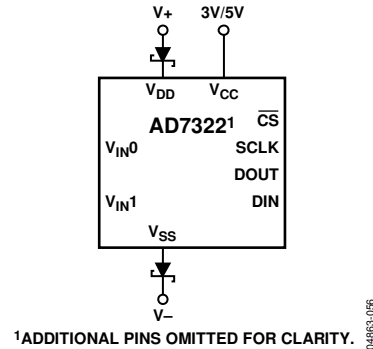 V+ 3V/5V
VDD VCC
AD7322¹
CS
VIN0 SCLK
DOUT
VIN1 DIN
VSS
V–
¹ADDITIONAL PINS OMITTED FOR CLARITY.
04863-056